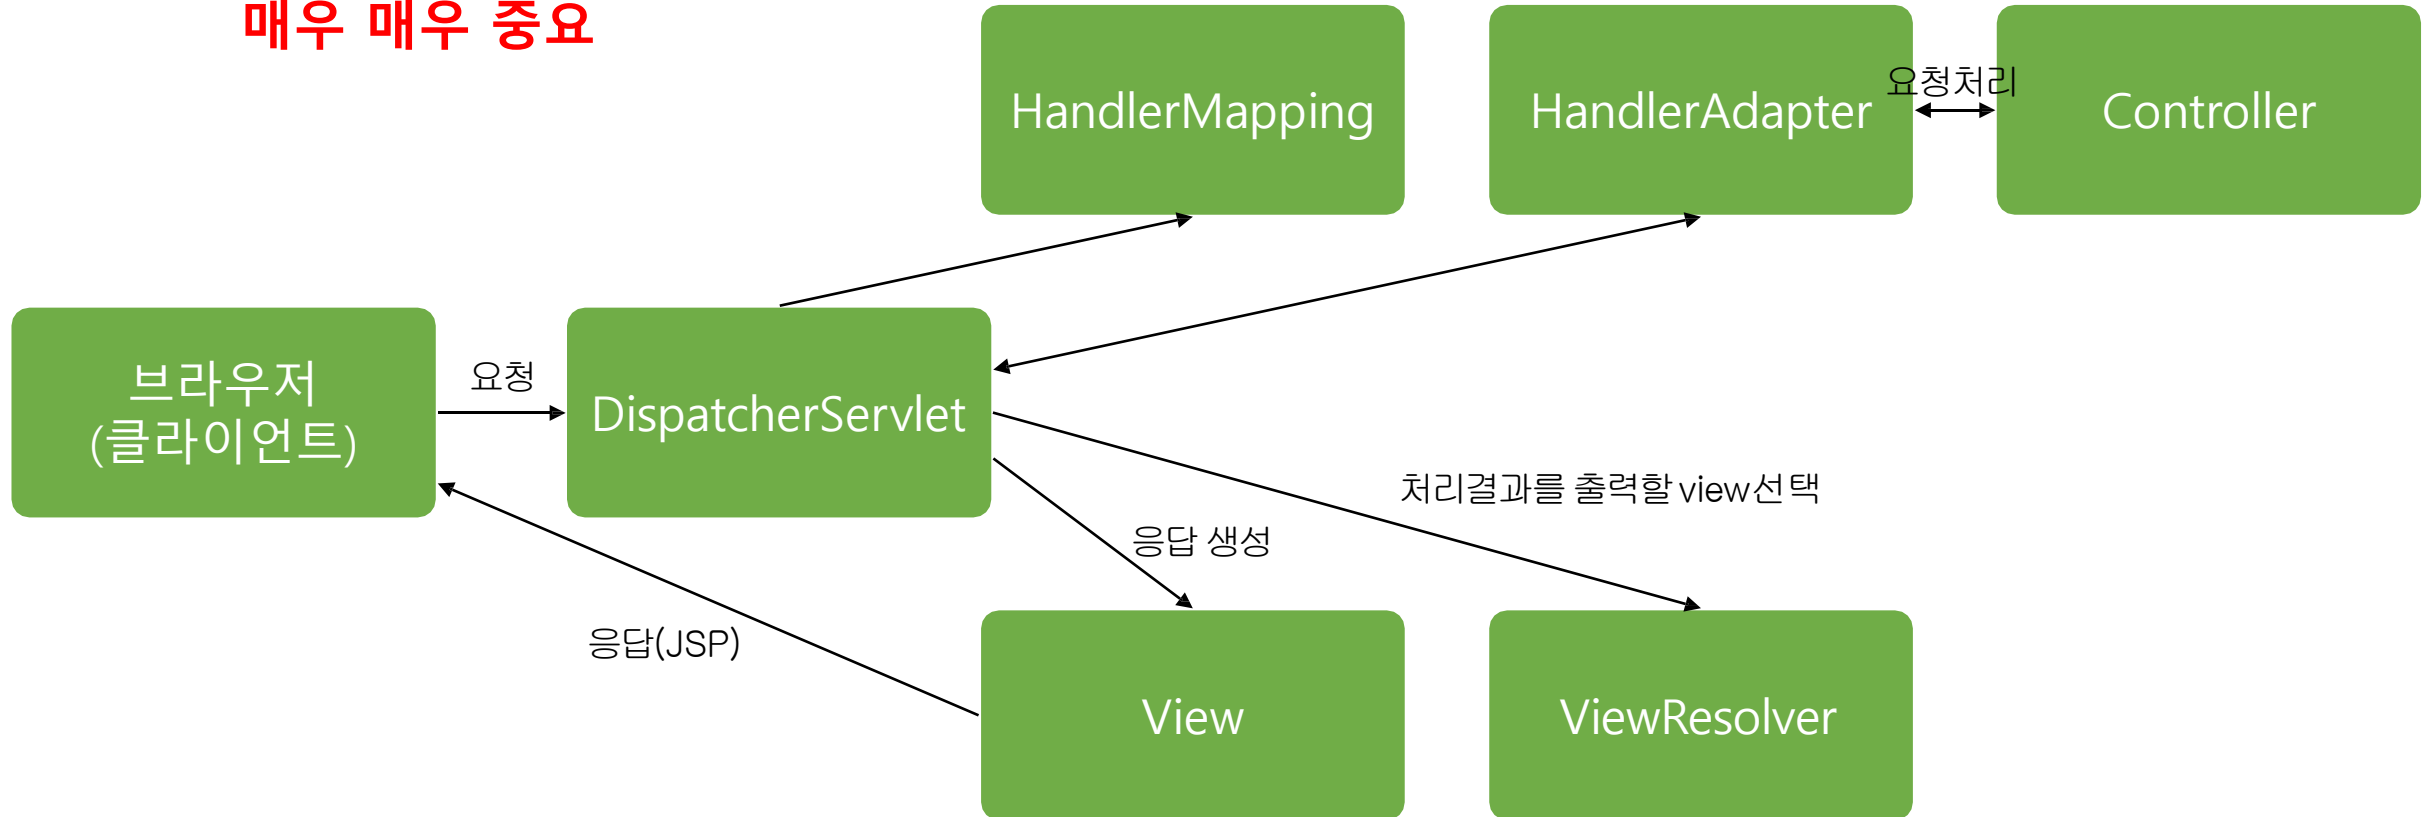 매우 매우 중요
HandlerMapping
HandlerAdapter
요청처리
Controller
브라우저
(클라이언트)
요청
DispatcherServlet
처리결과를 출력할 view선택
응답 생성
응답(JSP)
View
ViewResolver